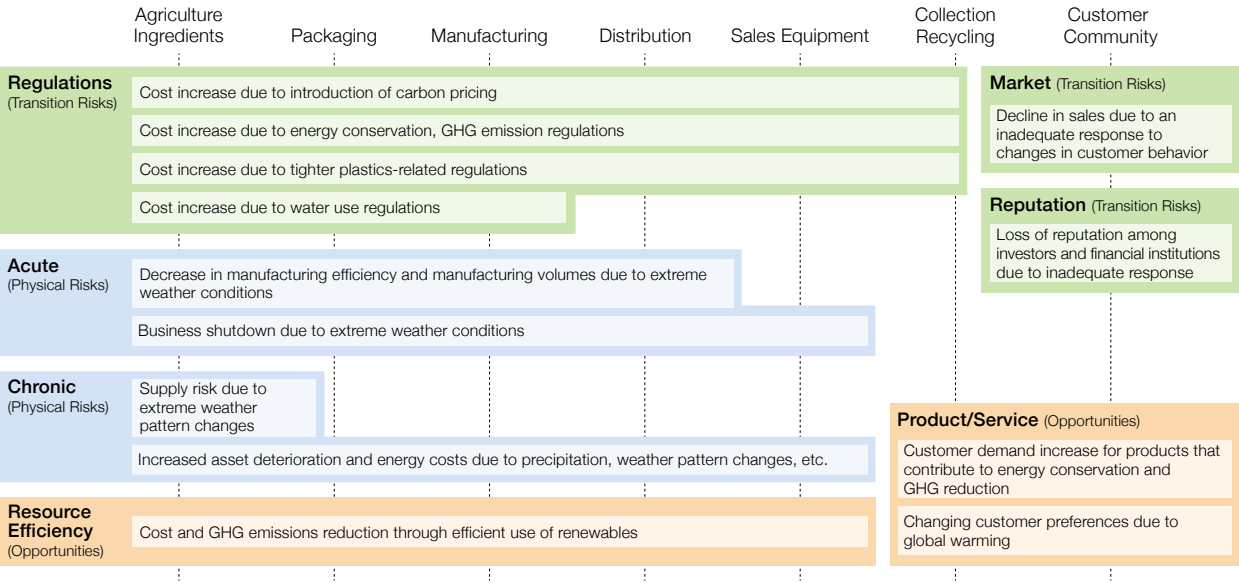 Agriculture
Ingredients
Packaging
Manufacturing
Distribution
Sales Equipment
Collection
Recycling
Customer
Community
Regulations
(Transition Risks)
Cost increase due to introduction of carbon pricing
Cost increase due to energy conservation, GHG emission regulations
Cost increase due to tighter plastics-related regulations
Cost increase due to water use regulations
Market (Transition Risks)
Decline in sales due to an
inadequate response to
changes in customer behavior
Reputation (Transition Risks)
Loss of reputation among
investors and financial institutions
due to inadequate response
Acute
(Physical Risks)
Decrease in manufacturing efficiency and manufacturing volumes due to extreme
weather conditions
Business shutdown due to extreme weather conditions
Chronic
(Physical Risks)
Supply risk due to
extreme weather
pattern changes
Increased asset deterioration and energy costs due to precipitation, weather pattern changes, etc.
Product/Service (Opportunities)
Customer demand increase for products that
contribute to energy conservation and
GHG reduction
Changing customer preferences due to
global warming
Resource
Efficiency
(Opportunities)
Cost and GHG emissions reduction through efficient use of renewables